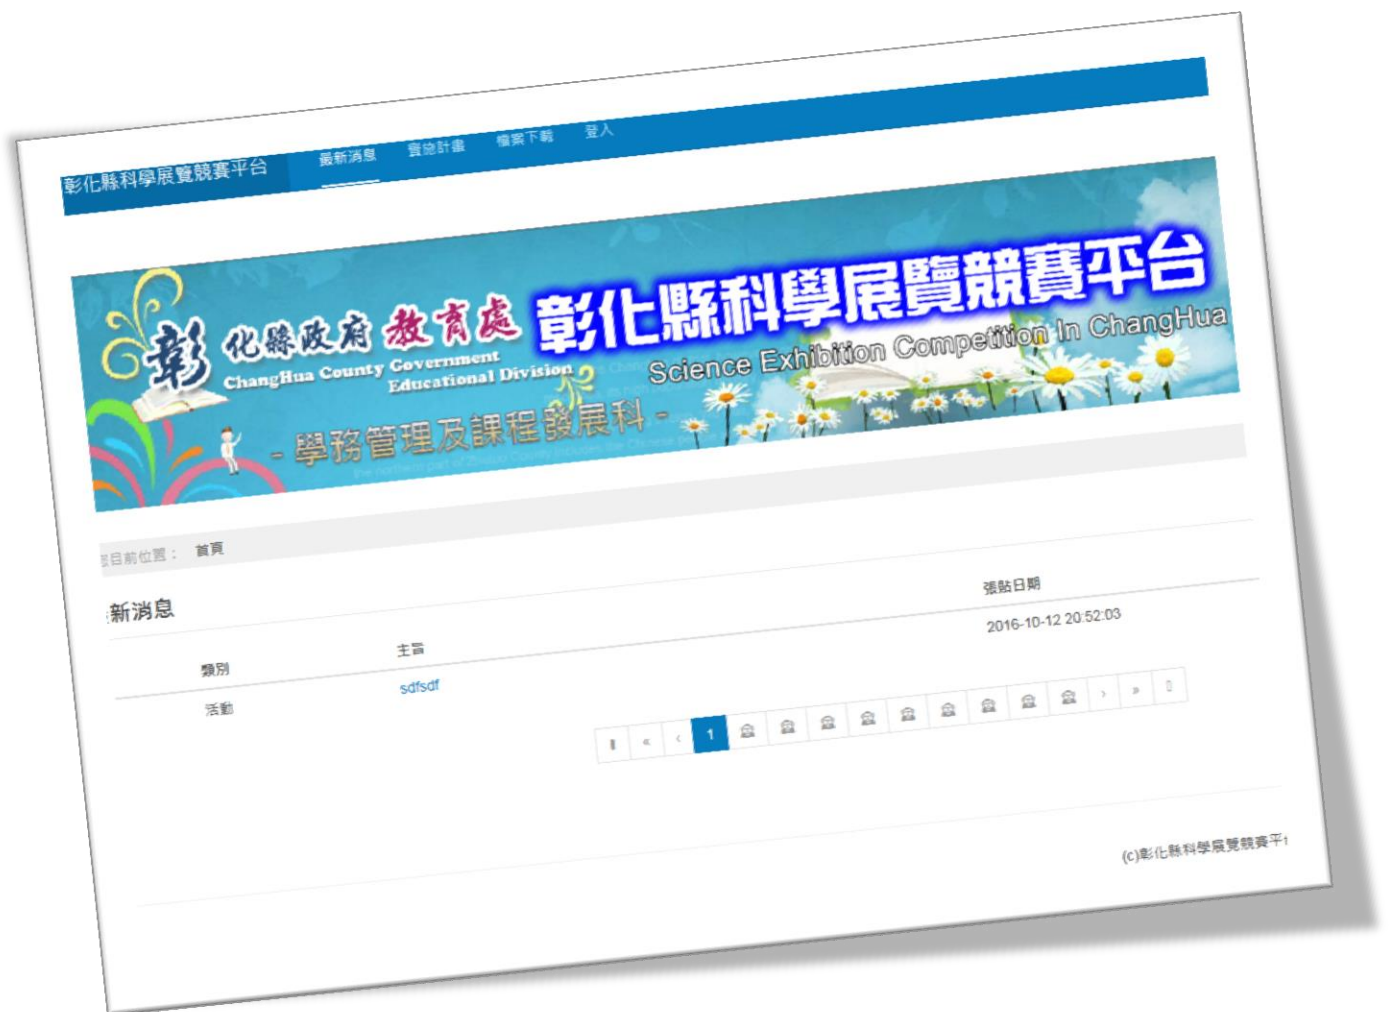 彰化縣科學展覽競賽平台
最新消息 實施計畫 檔案下載 登入
彰化縣政府 教育處
ChangHua County Government
Educational Division
彰化縣科學展覽競賽平台
Science Exhibition Competition In ChangHua
- 學務管理及課程發展科 -
目前位置： 首頁
新消息
類別 主旨 張貼日期
活動 sdfsdf 2016-10-12 20:52:03
« ‹ 1 › »
(c)彰化縣科學展覽競賽平